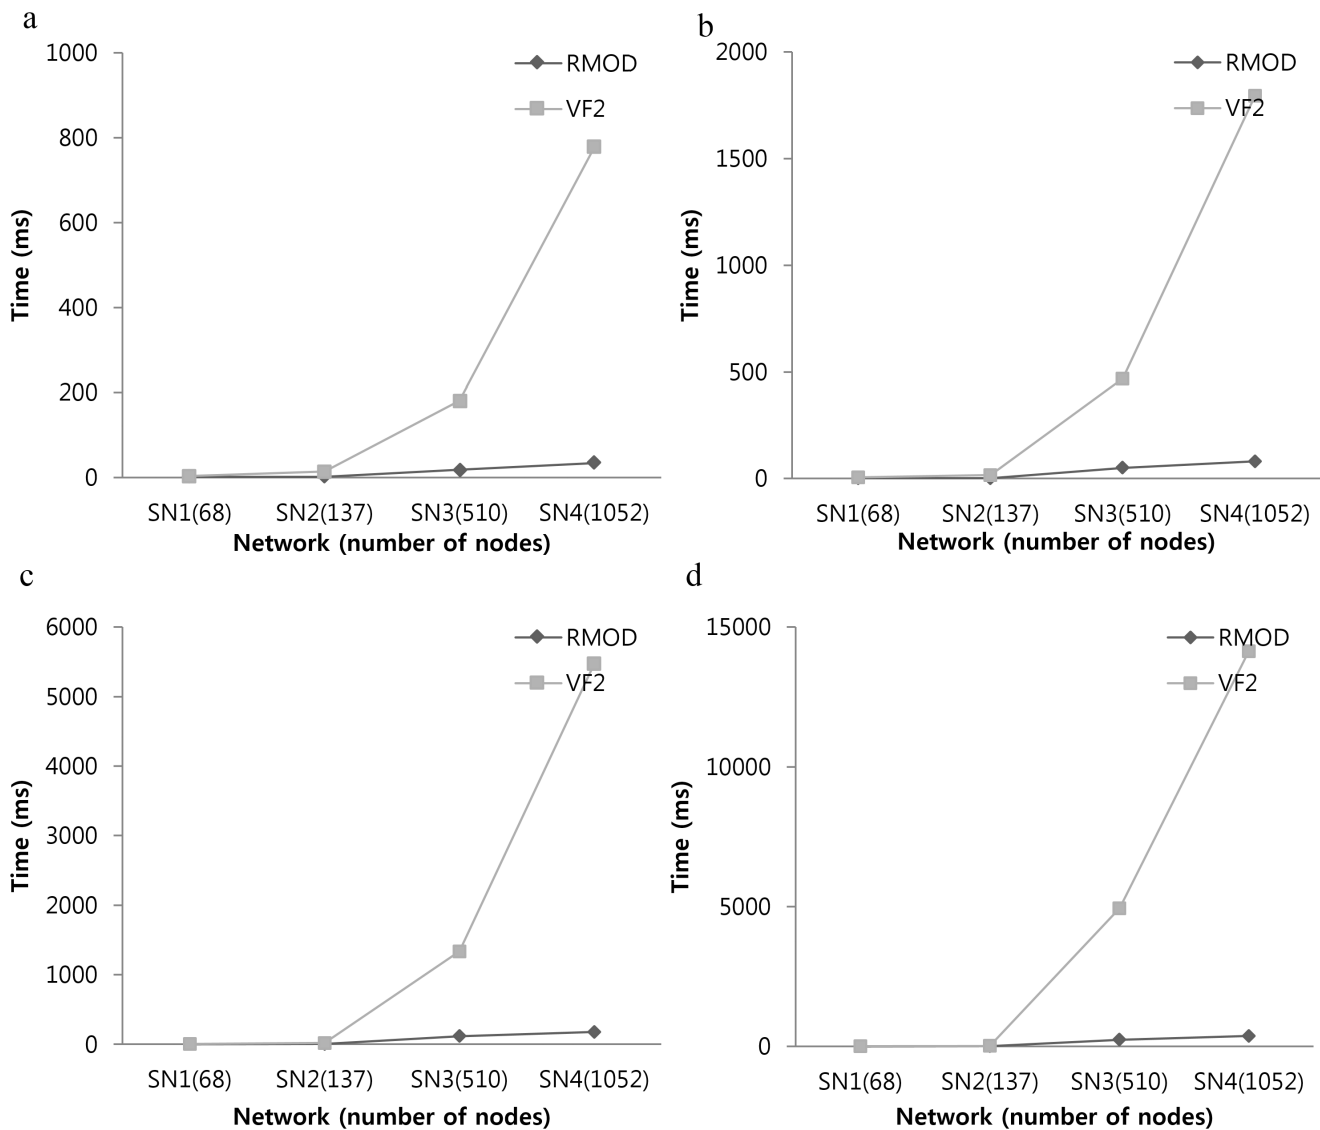 a
1000
800
600
400
200
0
Time (ms)
RMOD
VF2
SN1(68) SN2(137) SN3(510) SN4(1052)
Network (number of nodes)
b
2000
1500
1000
500
0
Time (ms)
RMOD
VF2
SN1(68) SN2(137) SN3(510) SN4(1052)
Network (number of nodes)
c
6000
5000
4000
3000
2000
1000
0
Time (ms)
RMOD
VF2
SN1(68) SN2(137) SN3(510) SN4(1052)
Network (number of nodes)
d
15000
10000
5000
0
Time (ms)
RMOD
VF2
SN1(68) SN2(137) SN3(510) SN4(1052)
Network (number of nodes)